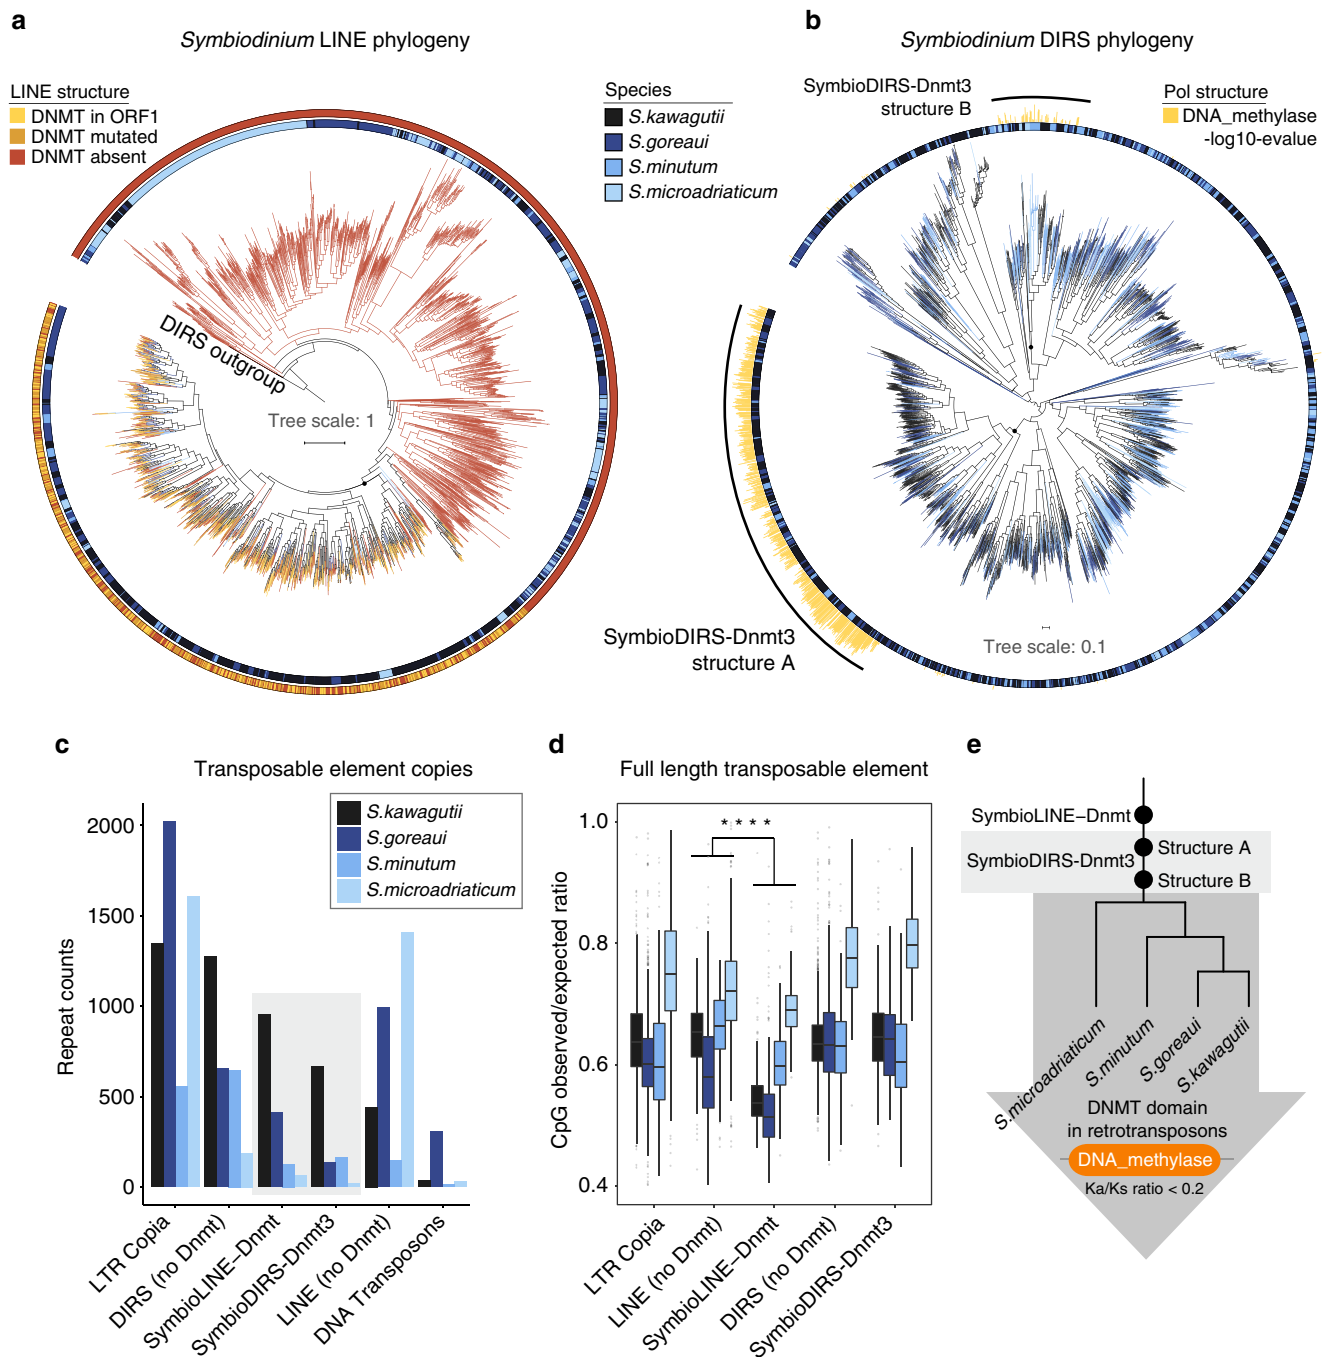 a
Symbiodinium LINE phylogeny
LINE structure
DNMT in ORF1
DNMT mutated
DNMT absent
DIRS outgroup
Tree scale: 1
Species
S.kawagutii
S.goreaui
S.minutum
S.microadriaticum
b
Symbiodinium DIRS phylogeny
SymbioDIRS-Dnmt3
structure B
Pol structure
DNA_methylase
-log10-evalue
SymbioDIRS-Dnmt3
structure A
Tree scale: 0.1
c
Transposable element copies
S.kawagutii
S.goreaui
S.minutum
S.microadriaticum
Repeat counts
2000
1500
1000
500
0
LTR Copia
DIRS (no Dnmt)
SymbioLINE–Dnmt
SymbioDIRS-Dnmt3
LINE (no Dnmt)
DNA Transposons
d
Full length transposable element
* * * *
CpG observed/expected ratio
1.0
0.8
0.6
0.4
LTR Copia
LINE (no Dnmt)
SymbioLINE–Dnmt
DIRS (no Dnmt)
SymbioDIRS-Dnmt3
e
SymbioLINE–Dnmt
SymbioDIRS-Dnmt3
Structure A
Structure B
S.microadriaticum
S.minutum
S.goreaui
S.kawagutii
DNMT domain
in retrotransposons
DNA_methylase
Ka/Ks ratio < 0.2